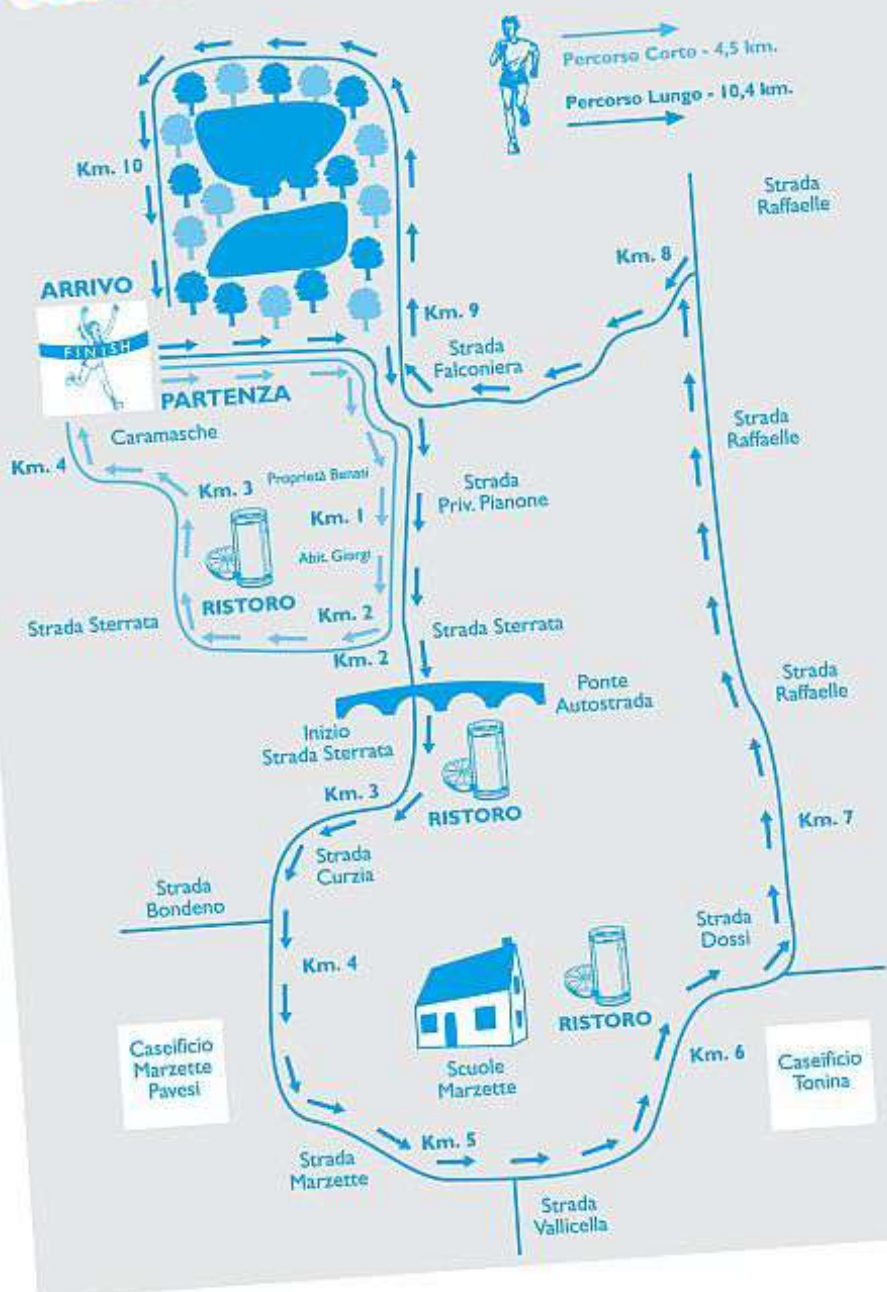 Percorso Corto - 4,5 km.
Percorso Lungo - 10,4 km.
Km. 10
Strada
Raffaelle
Km. 8
ARRIVO
FINISH
Km. 9
Strada
Falconiera
PARTENZA
Caramasche
Strada
Raffaelle
Km. 4
Km. 3
Proprietà Benati
Strada
Priv. Pianone
Km. 1
Abit. Giorgi
RISTORO
Km. 2
Strada Sterrata
Strada Sterrata
Km. 2
Ponte
Autostrada
Strada
Raffaelle
Inizio
Strada Sterrata
Km. 3
RISTORO
Km. 7
Strada
Curzia
Strada
Bondeno
Strada
Dossi
Km. 4
RISTORO
Caseificio
Marzette
Pavesi
Scuole
Marzette
Km. 6
Caseificio
Tonina
Km. 5
Strada
Marzette
Strada
Vallicella